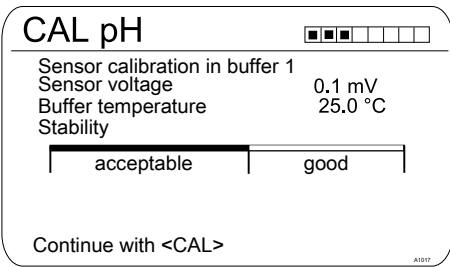 CAL pH
Sensor calibration in buffer 1
Sensor voltage 0.1 mV
Buffer temperature 25.0 °C
Stability
acceptable good
Continue with <CAL>
A1017